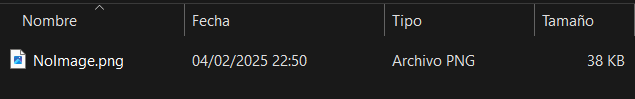 Nombre Fecha Tipo Tamaño
NoImage.png 04/02/2025 22:50 Archivo PNG 38 KB